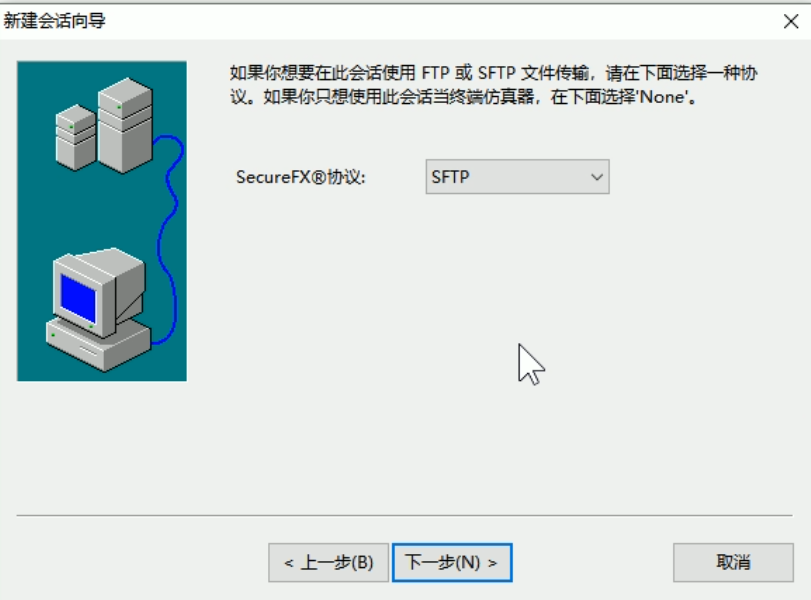 新建会话向导
如果你想要在此会话使用 FTP 或 SFTP 文件传输，请在下面选择一种协
议。如果你只想使用此会话当终端仿真器，在下面选择'None'。
SecureFX®协议:
SFTP
< 上一步(B)
下一步(N) >
取消